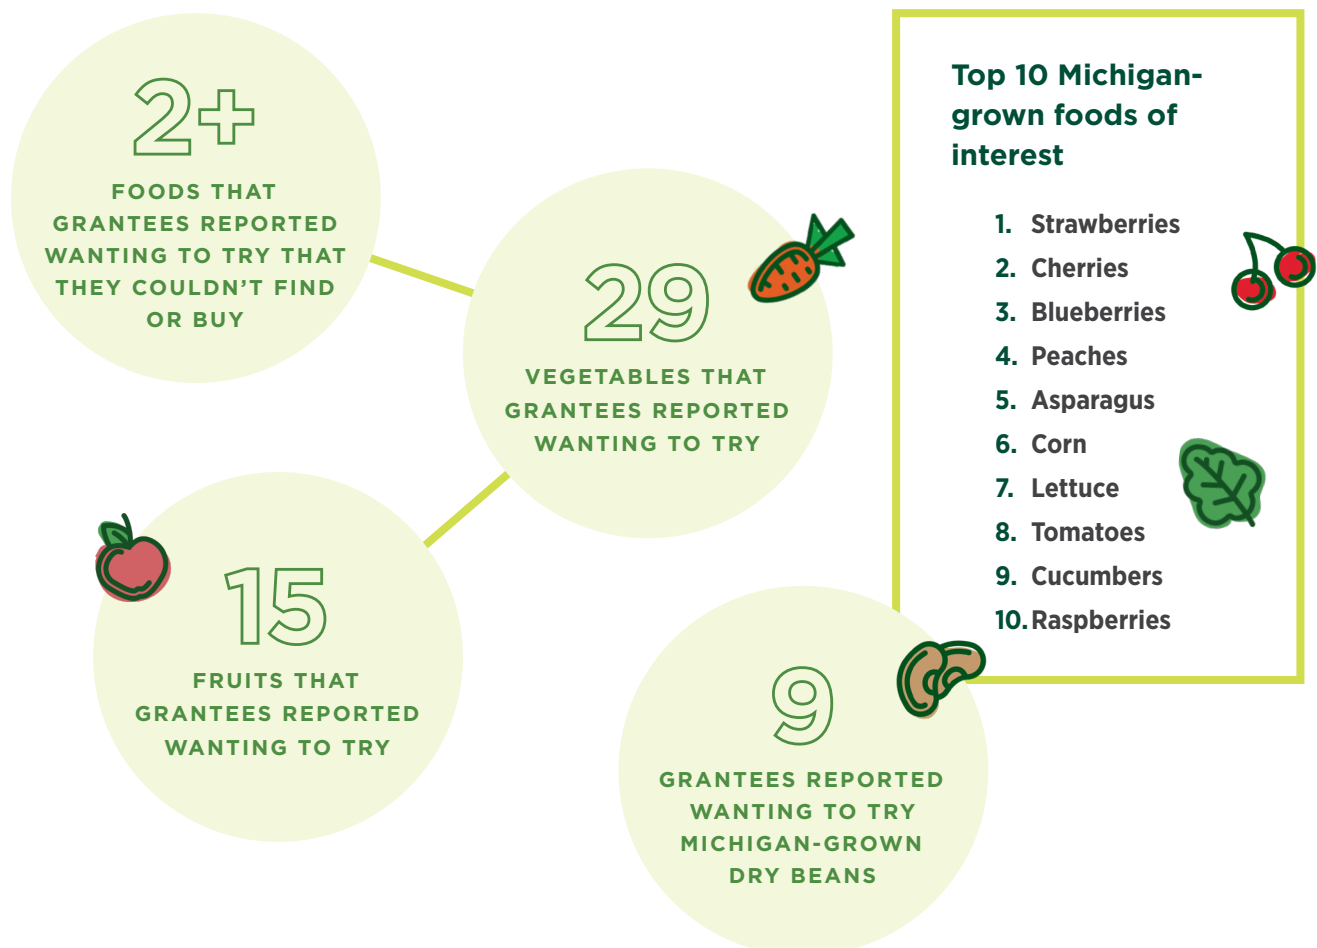 2+
FOODS THAT
GRANTEES REPORTED
WANTING TO TRY THAT
THEY COULDN'T FIND
OR BUY
29
VEGETABLES THAT
GRANTEES REPORTED
WANTING TO TRY
15
FRUITS THAT
GRANTEES REPORTED
WANTING TO TRY
9
GRANTEES REPORTED
WANTING TO TRY
MICHIGAN-GROWN
DRY BEANS
Top 10 Michigan-
grown foods of
interest
1. Strawberries
2. Cherries
3. Blueberries
4. Peaches
5. Asparagus
6. Corn
7. Lettuce
8. Tomatoes
9. Cucumbers
10. Raspberries